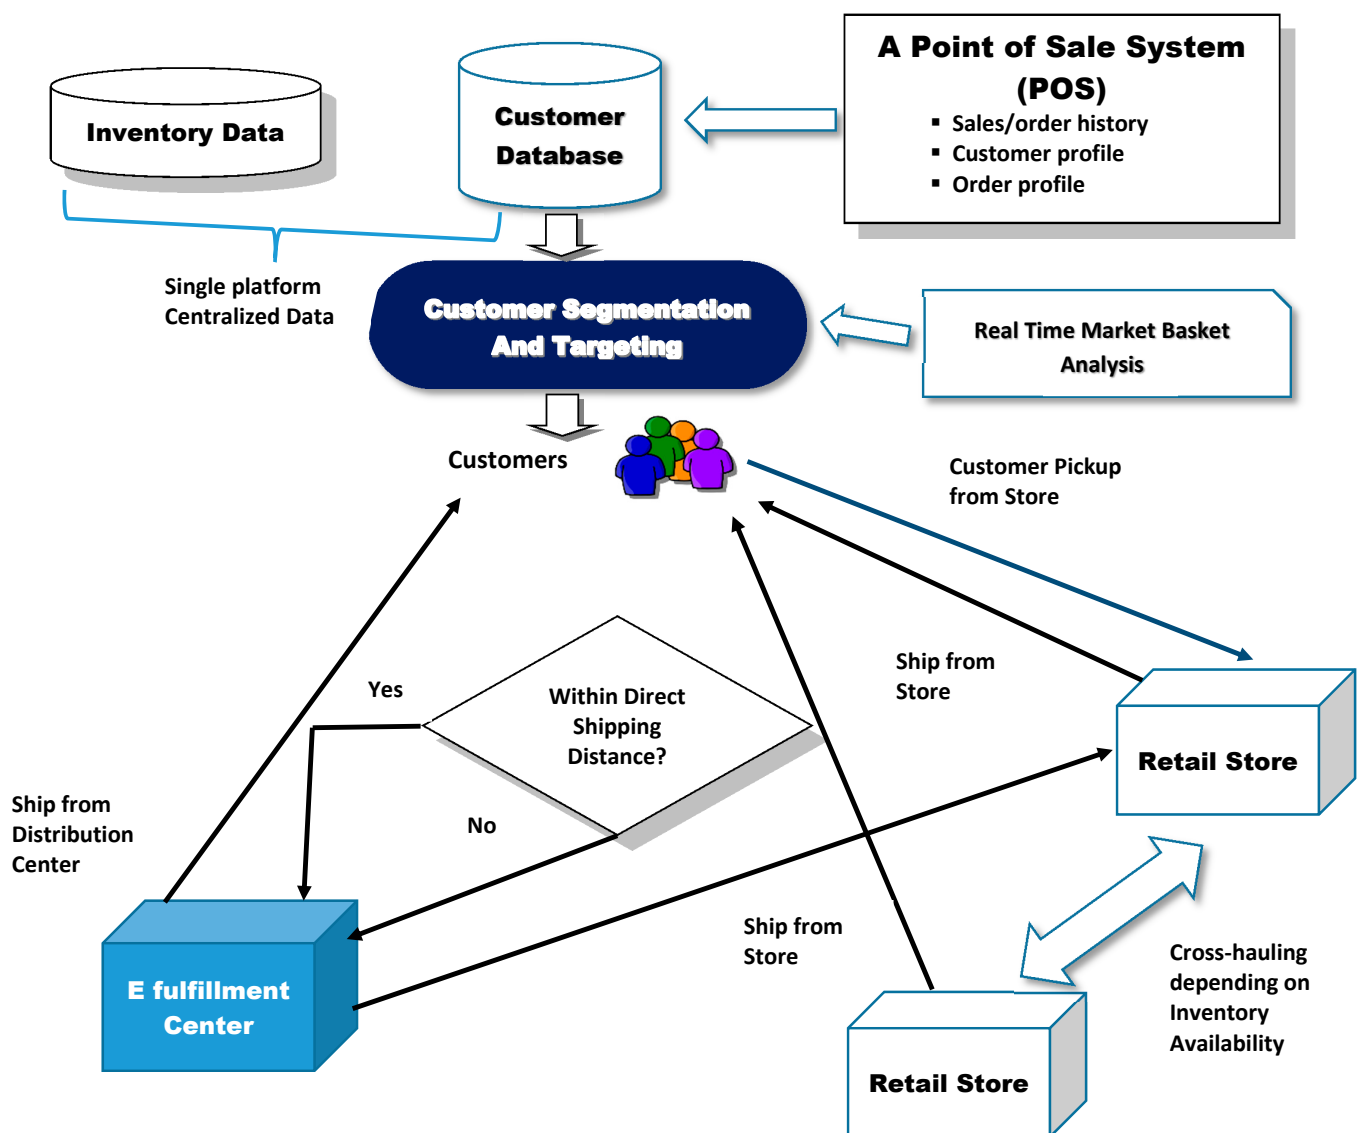 A Point of Sale System
(POS)
▪ Sales/order history
▪ Customer profile
▪ Order profile
Inventory Data
Customer
Database
Single platform
Centralized Data
Customer Segmentation
And Targeting
Real Time Market Basket
Analysis
Customers
Customer Pickup
from Store
Yes
Within Direct
Shipping
Distance?
Ship from
Store
Retail Store
Ship from
Distribution
Center
No
Ship from
Store
Cross-hauling
depending on
Inventory
Availability
E fulfillment
Center
Retail Store